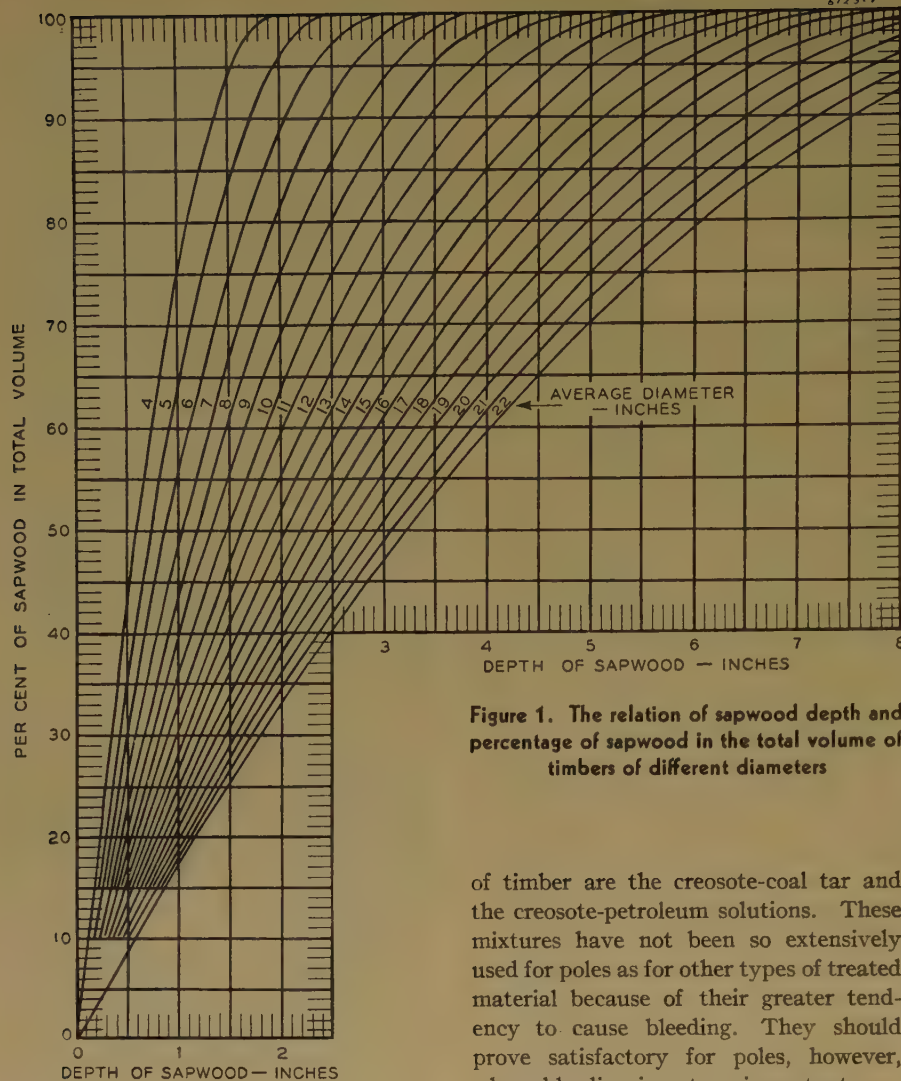 100
90
80
70
60
50
40
30
20
10
0
PER CENT OF SAPWOOD IN TOTAL VOLUME
4 5 6 7 8 9 10 11 12 13 14 15 16 17 18 19 20 21 22
AVERAGE DIAMETER
— INCHES
3 4 5 6 7 8
DEPTH OF SAPWOOD — INCHES
0 1 2
DEPTH OF SAPWOOD — INCHES
Figure 1. The relation of sapwood depth and
percentage of sapwood in the total volume of
timbers of different diameters
of timber are the creosote-coal tar and
the creosote-petroleum solutions. These
mixtures have not been so extensively
used for poles as for other types of treated
material because of their greater tend-
ency to cause bleeding. They should
prove satisfactory for poles, however,